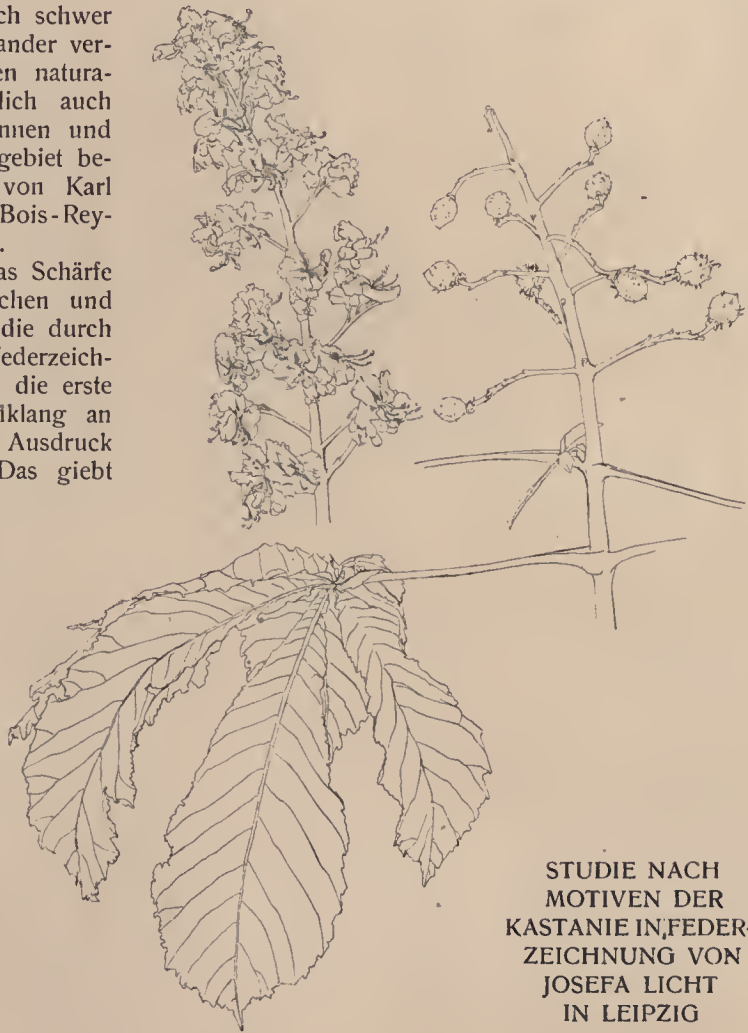 ch schwer
ander ver-
en natura-
lich auch
nnen und
gebiet be-
von Karl
Bois-Rey-
.
as Schärfe
chen und
die durch
ederzeich-
die erste
klang an
Ausdruck
Das giebt
STUDIE NACH
MOTIVEN DER
KASTANIE IN FEDER-
ZEICHNUNG VON
JOSEFA LICHT
IN LEIPZIG